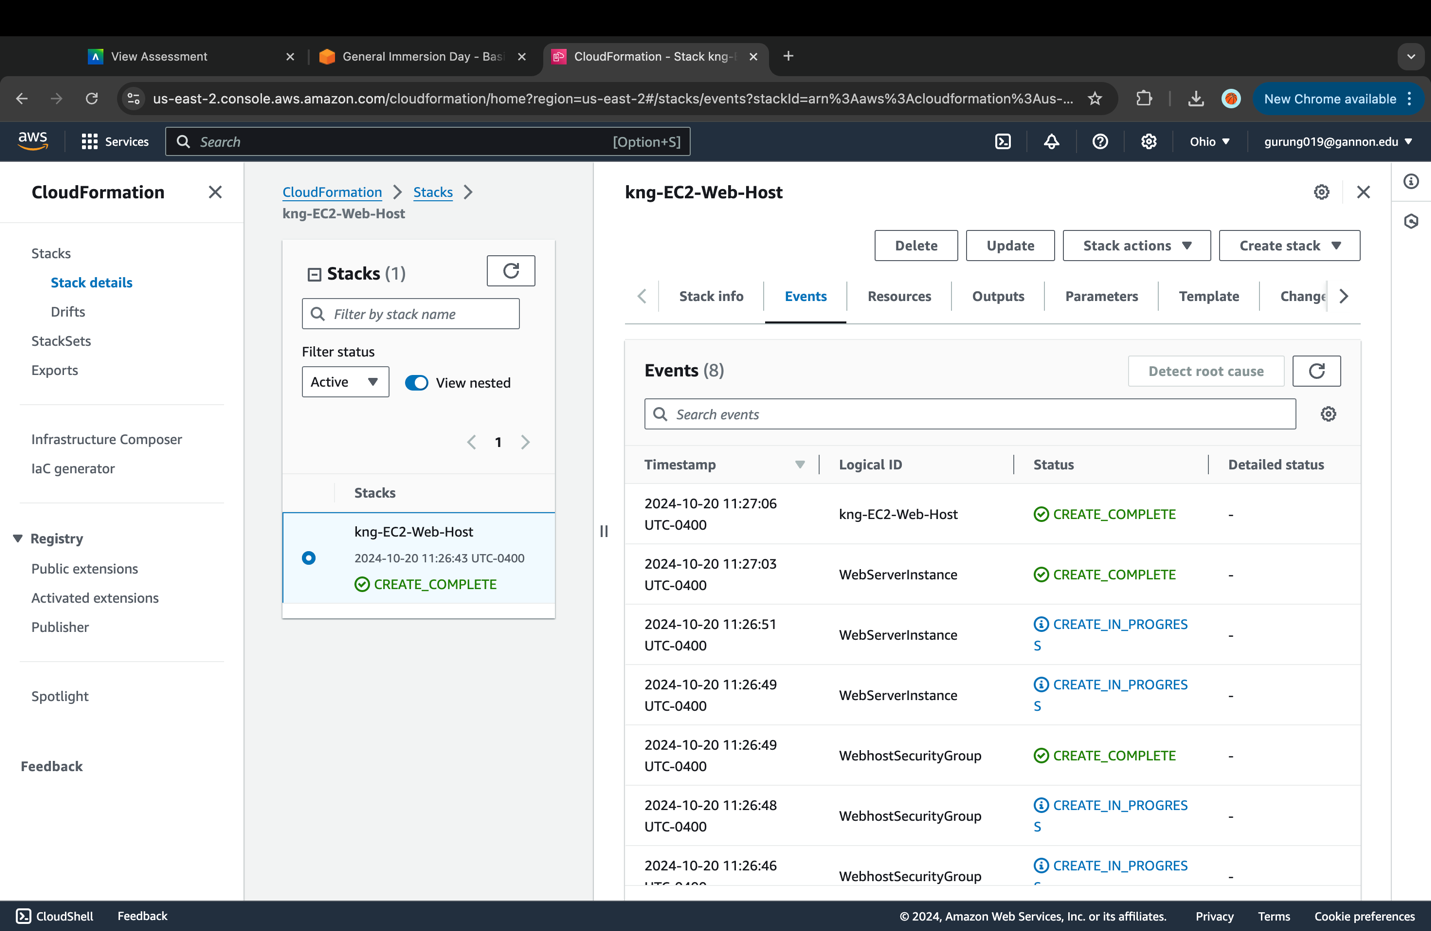 View Assessment
General Immersion Day - Bas
CloudFormation - Stack kng-
us-east-2.console.aws.amazon.com/cloudformation/home?region=us-east-2#/stacks/events?stackId=arn%3Aaws%3Acloudformation%3Aus-...
New Chrome available
aws
Services
Search
[Option+S]
Ohio
gurung019@gannon.edu
CloudFormation
Stacks
Stack details
Drifts
StackSets
Exports
Infrastructure Composer
IaC generator
Registry
Public extensions
Activated extensions
Publisher
Spotlight
Feedback
CloudFormation
Stacks
kng-EC2-Web-Host
Stacks (1)
Filter by stack name
Filter status
Active
View nested
1
Stacks
kng-EC2-Web-Host
2024-10-20 11:26:43 UTC-0400
CREATE_COMPLETE
kng-EC2-Web-Host
Delete
Update
Stack actions
Create stack
Stack info
Events
Resources
Outputs
Parameters
Template
Change
Events (8)
Detect root cause
Search events
Timestamp
Logical ID
Status
Detailed status
2024-10-20 11:27:06
UTC-0400
kng-EC2-Web-Host
CREATE_COMPLETE
-
2024-10-20 11:27:03
UTC-0400
WebServerInstance
CREATE_COMPLETE
-
2024-10-20 11:26:51
UTC-0400
WebServerInstance
CREATE_IN_PROGRES
S
-
2024-10-20 11:26:49
UTC-0400
WebServerInstance
CREATE_IN_PROGRES
S
-
2024-10-20 11:26:49
UTC-0400
WebhostSecurityGroup
CREATE_COMPLETE
-
2024-10-20 11:26:48
UTC-0400
WebhostSecurityGroup
CREATE_IN_PROGRES
S
-
2024-10-20 11:26:46
WebhostSecurityGroup
CREATE_IN_PROGRES
-
CloudShell
Feedback
© 2024, Amazon Web Services, Inc. or its affiliates.
Privacy
Terms
Cookie preferences